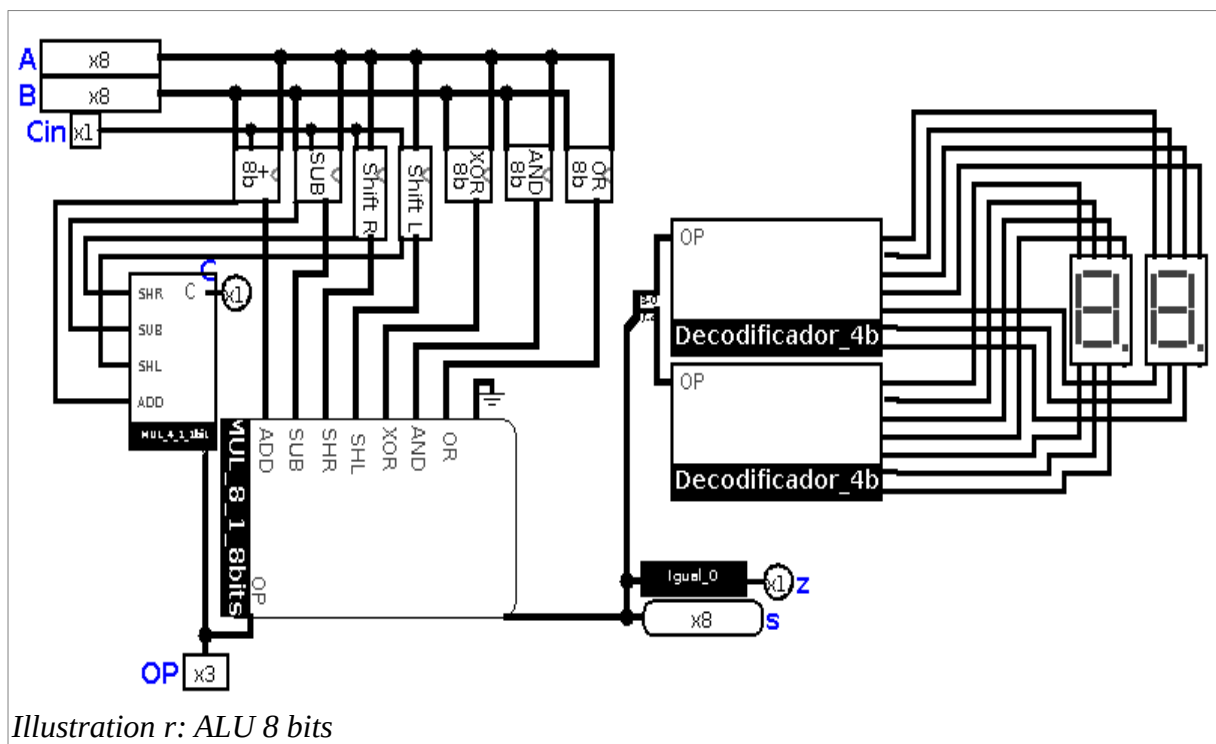 A x8
B x8
Cin x1
+ 8b
SUB
Shift R
Shift L
XOR 8b
AND 8b
OR 8b
C
SHR C x1
SUB
SHL
ADD
MUL_4_1_1bit
ADD SUB SHR SHL XOR AND OR
MUL_8_1_8bits
OP
OP x3
OP
Decodificador_4b
OP
Decodificador_4b
Igual_0 x1 z
x8 s
Illustration r: ALU 8 bits